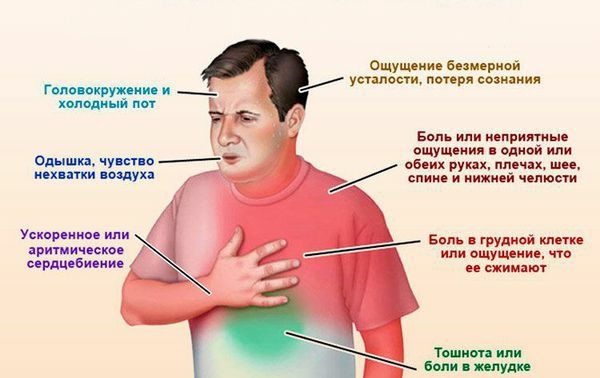 Головокружение и
холодный пот
Ощущение безмерной
усталости, потеря сознания
Одышка, чувство
нехватки воздуха
Боль или неприятные
ощущения в одной или
обеих руках, плечах, шее,
спине и нижней челюсти
Ускоренное или
аритмическое
сердцебиение
Боль в грудной клетке
или ощущение, что
ее сжимают
Тошнота или
боли в желудке